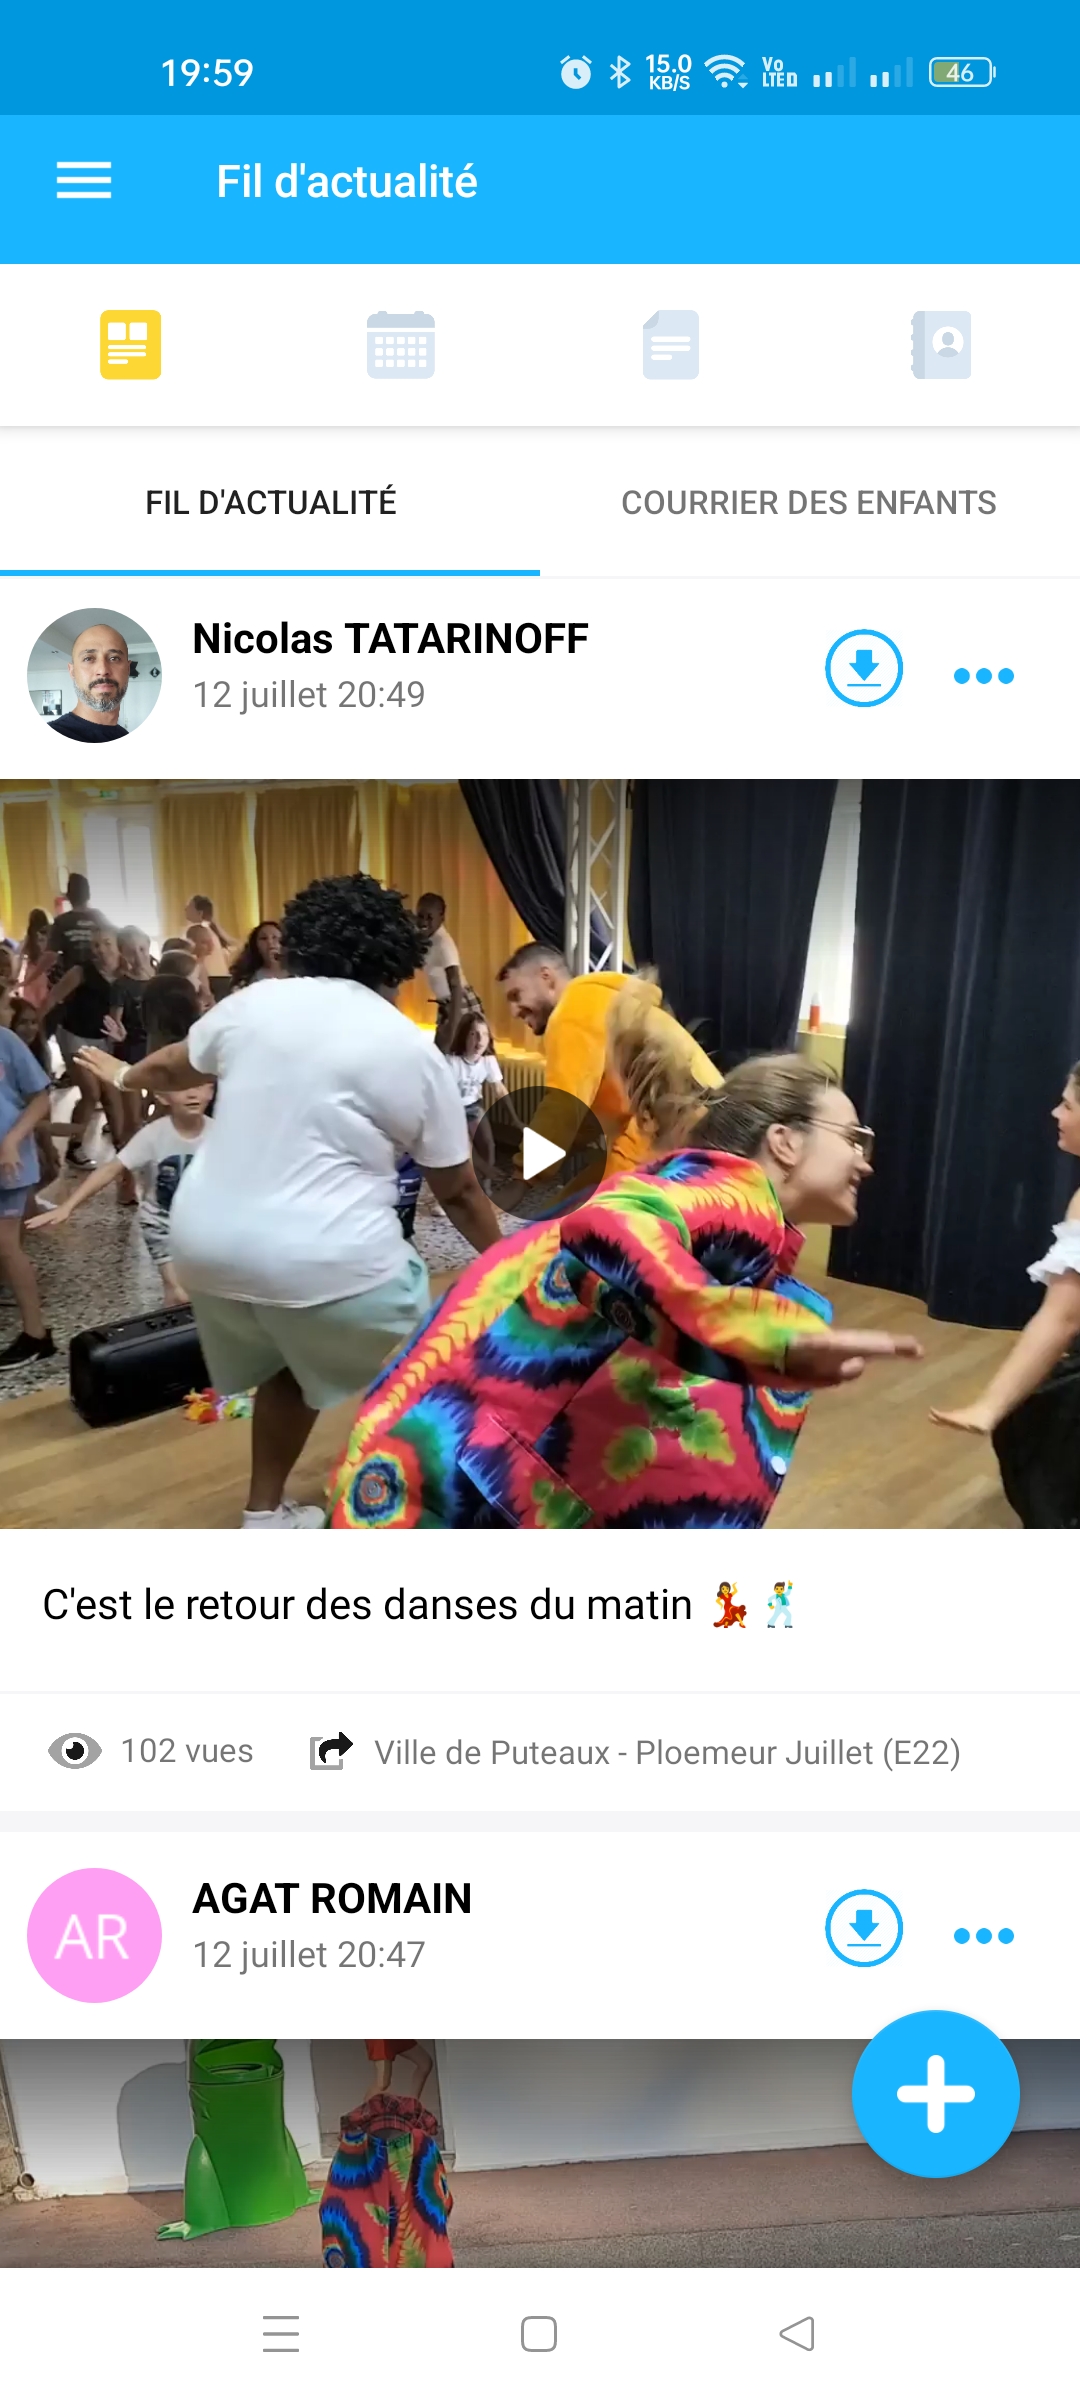 19:59
15.0
KB/S
Vo
LTED
46
Fil d'actualité
FIL D'ACTUALITÉ
COURRIER DES ENFANTS
Nicolas TATARINOFF
12 juillet 20:49
C'est le retour des danses du matin 💃🕺
102 vues
Ville de Puteaux - Ploemeur Juillet (E22)
AR
AGAT ROMAIN
12 juillet 20:47